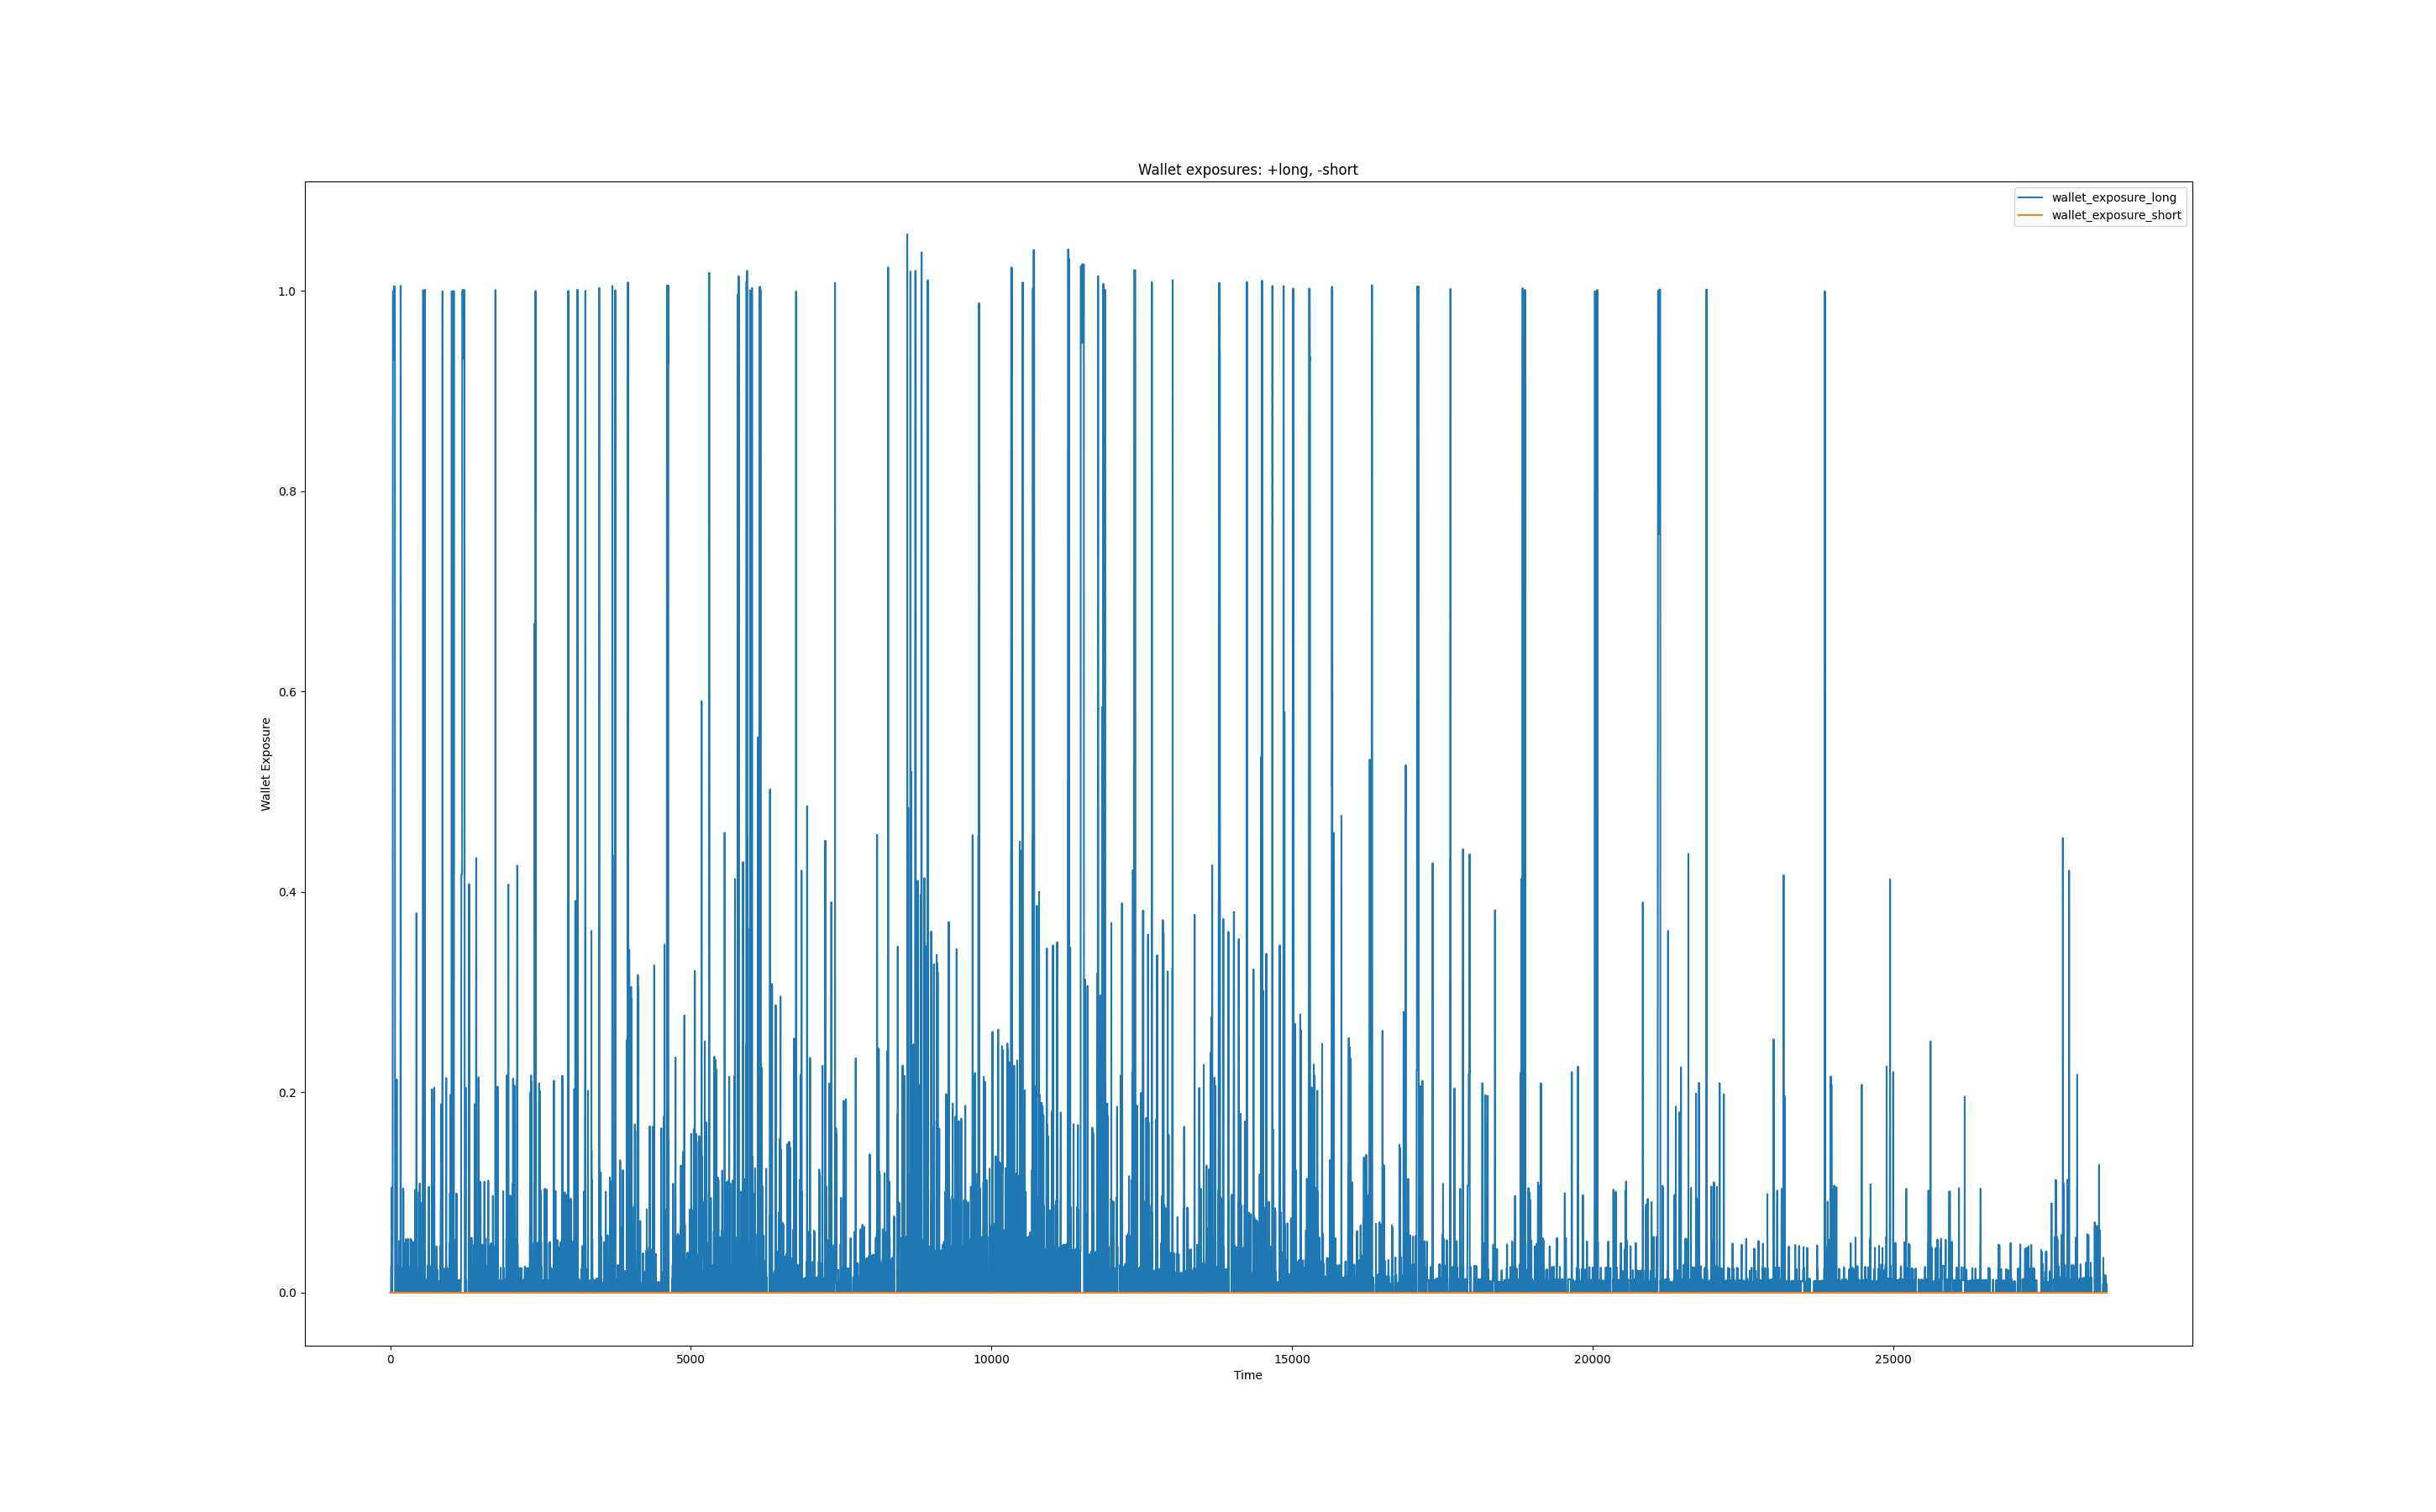 Wallet exposures: +long, -short
wallet_exposure_long
wallet_exposure_short
1.0
0.8
0.6
0.4
0.2
0.0
Wallet Exposure
0 5000 10000 15000 20000 25000
Time